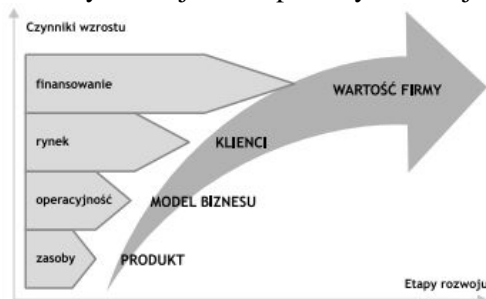 Czynniki wzrostu
finansowanie
WARTOŚĆ FIRMY
rynek
KLIENCI
operacyjność
MODEL BIZNESU
zasoby
PRODUKT
Etapy rozwoju